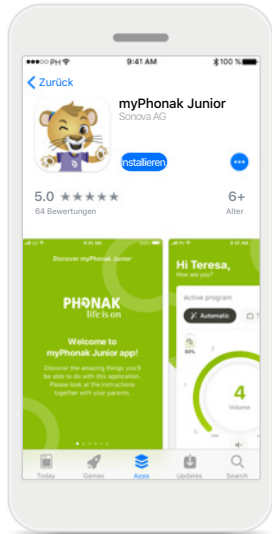 PH
9:41 AM
100 %
Zurück
myPhonak Junior
Sonova AG
Installieren
5.0
6+
64 Bewertungen
Alter
Discover myPhonak Junior
PHONAK
life is on
Welcome to
myPhonak Junior app!
Discover the amazing things you'll
be able to do with this application.
Please look at the instructions
together with your parents.
Hi Teresa,
How are you?
Active program
Automatic
50%
2
1
4
Volume
0
Today
Games
Apps
Updates
Search